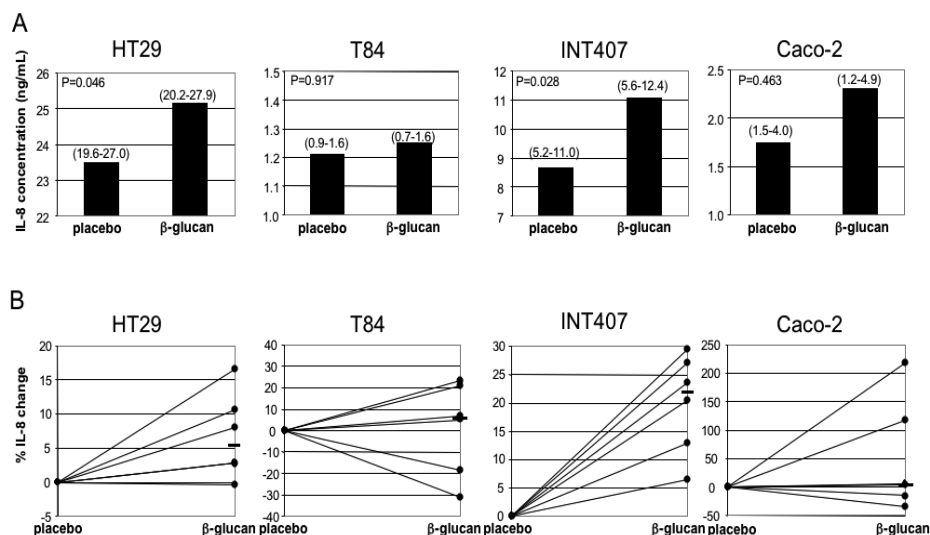 A
HT29
T84
INT407
Caco-2
IL-8 concentration (ng/mL)
26
25
24
23
22
P=0.046
(19.6-27.0)
(20.2-27.9)
placebo
β-glucan
1.5
1.4
1.3
1.2
1.1
1.0
P=0.917
(0.9-1.6)
(0.7-1.6)
placebo
β-glucan
12
11
10
9
8
7
P=0.028
(5.2-11.0)
(5.6-12.4)
placebo
β-glucan
2.5
2.0
1.5
1.0
P=0.463
(1.5-4.0)
(1.2-4.9)
placebo
β-glucan
B
HT29
T84
INT407
Caco-2
% IL-8 change
20
15
10
5
0
-5
placebo
β-glucan
40
30
20
10
0
-10
-20
-30
-40
placebo
β-glucan
30
25
20
15
10
5
0
placebo
β-glucan
250
200
150
100
50
0
-50
placebo
β-glucan